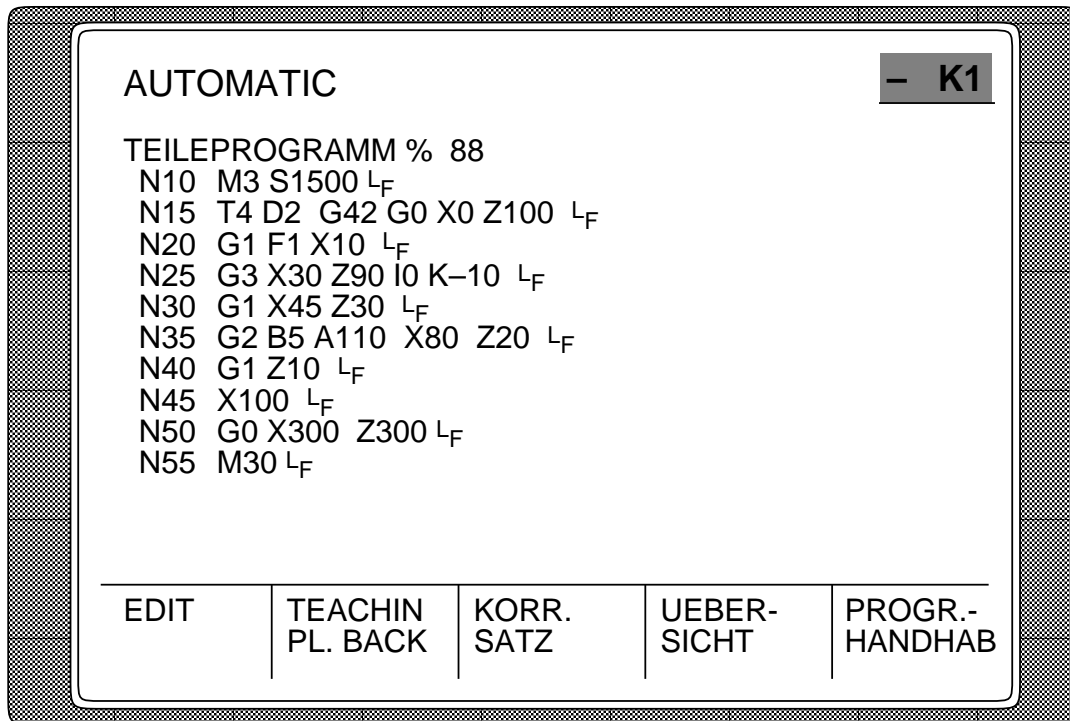 AUTOMATIC
– K1
TEILEPROGRAMM % 88
N10 M3 S1500 LF
N15 T4 D2 G42 G0 X0 Z100 LF
N20 G1 F1 X10 LF
N25 G3 X30 Z90 I0 K–10 LF
N30 G1 X45 Z30 LF
N35 G2 B5 A110 X80 Z20 LF
N40 G1 Z10 LF
N45 X100 LF
N50 G0 X300 Z300 LF
N55 M30 LF
EDIT TEACHIN KORR. UEBER- PROGR.-
PL. BACK SATZ SICHT HANDHAB